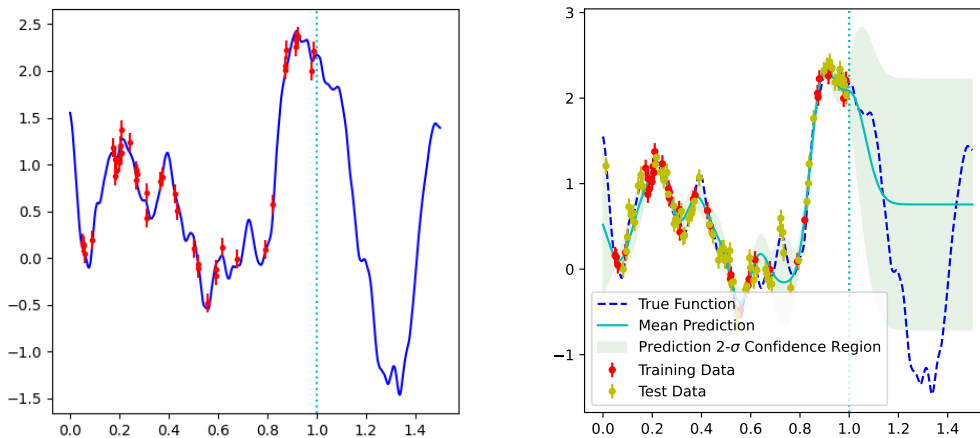 2.5
2.0
1.5
1.0
0.5
0.0
−0.5
−1.0
−1.5
0.0 0.2 0.4 0.6 0.8 1.0 1.2 1.4
3
2
1
0
−1
True Function
Mean Prediction
Prediction 2-σ Confidence Region
Training Data
Test Data
0.0 0.2 0.4 0.6 0.8 1.0 1.2 1.4